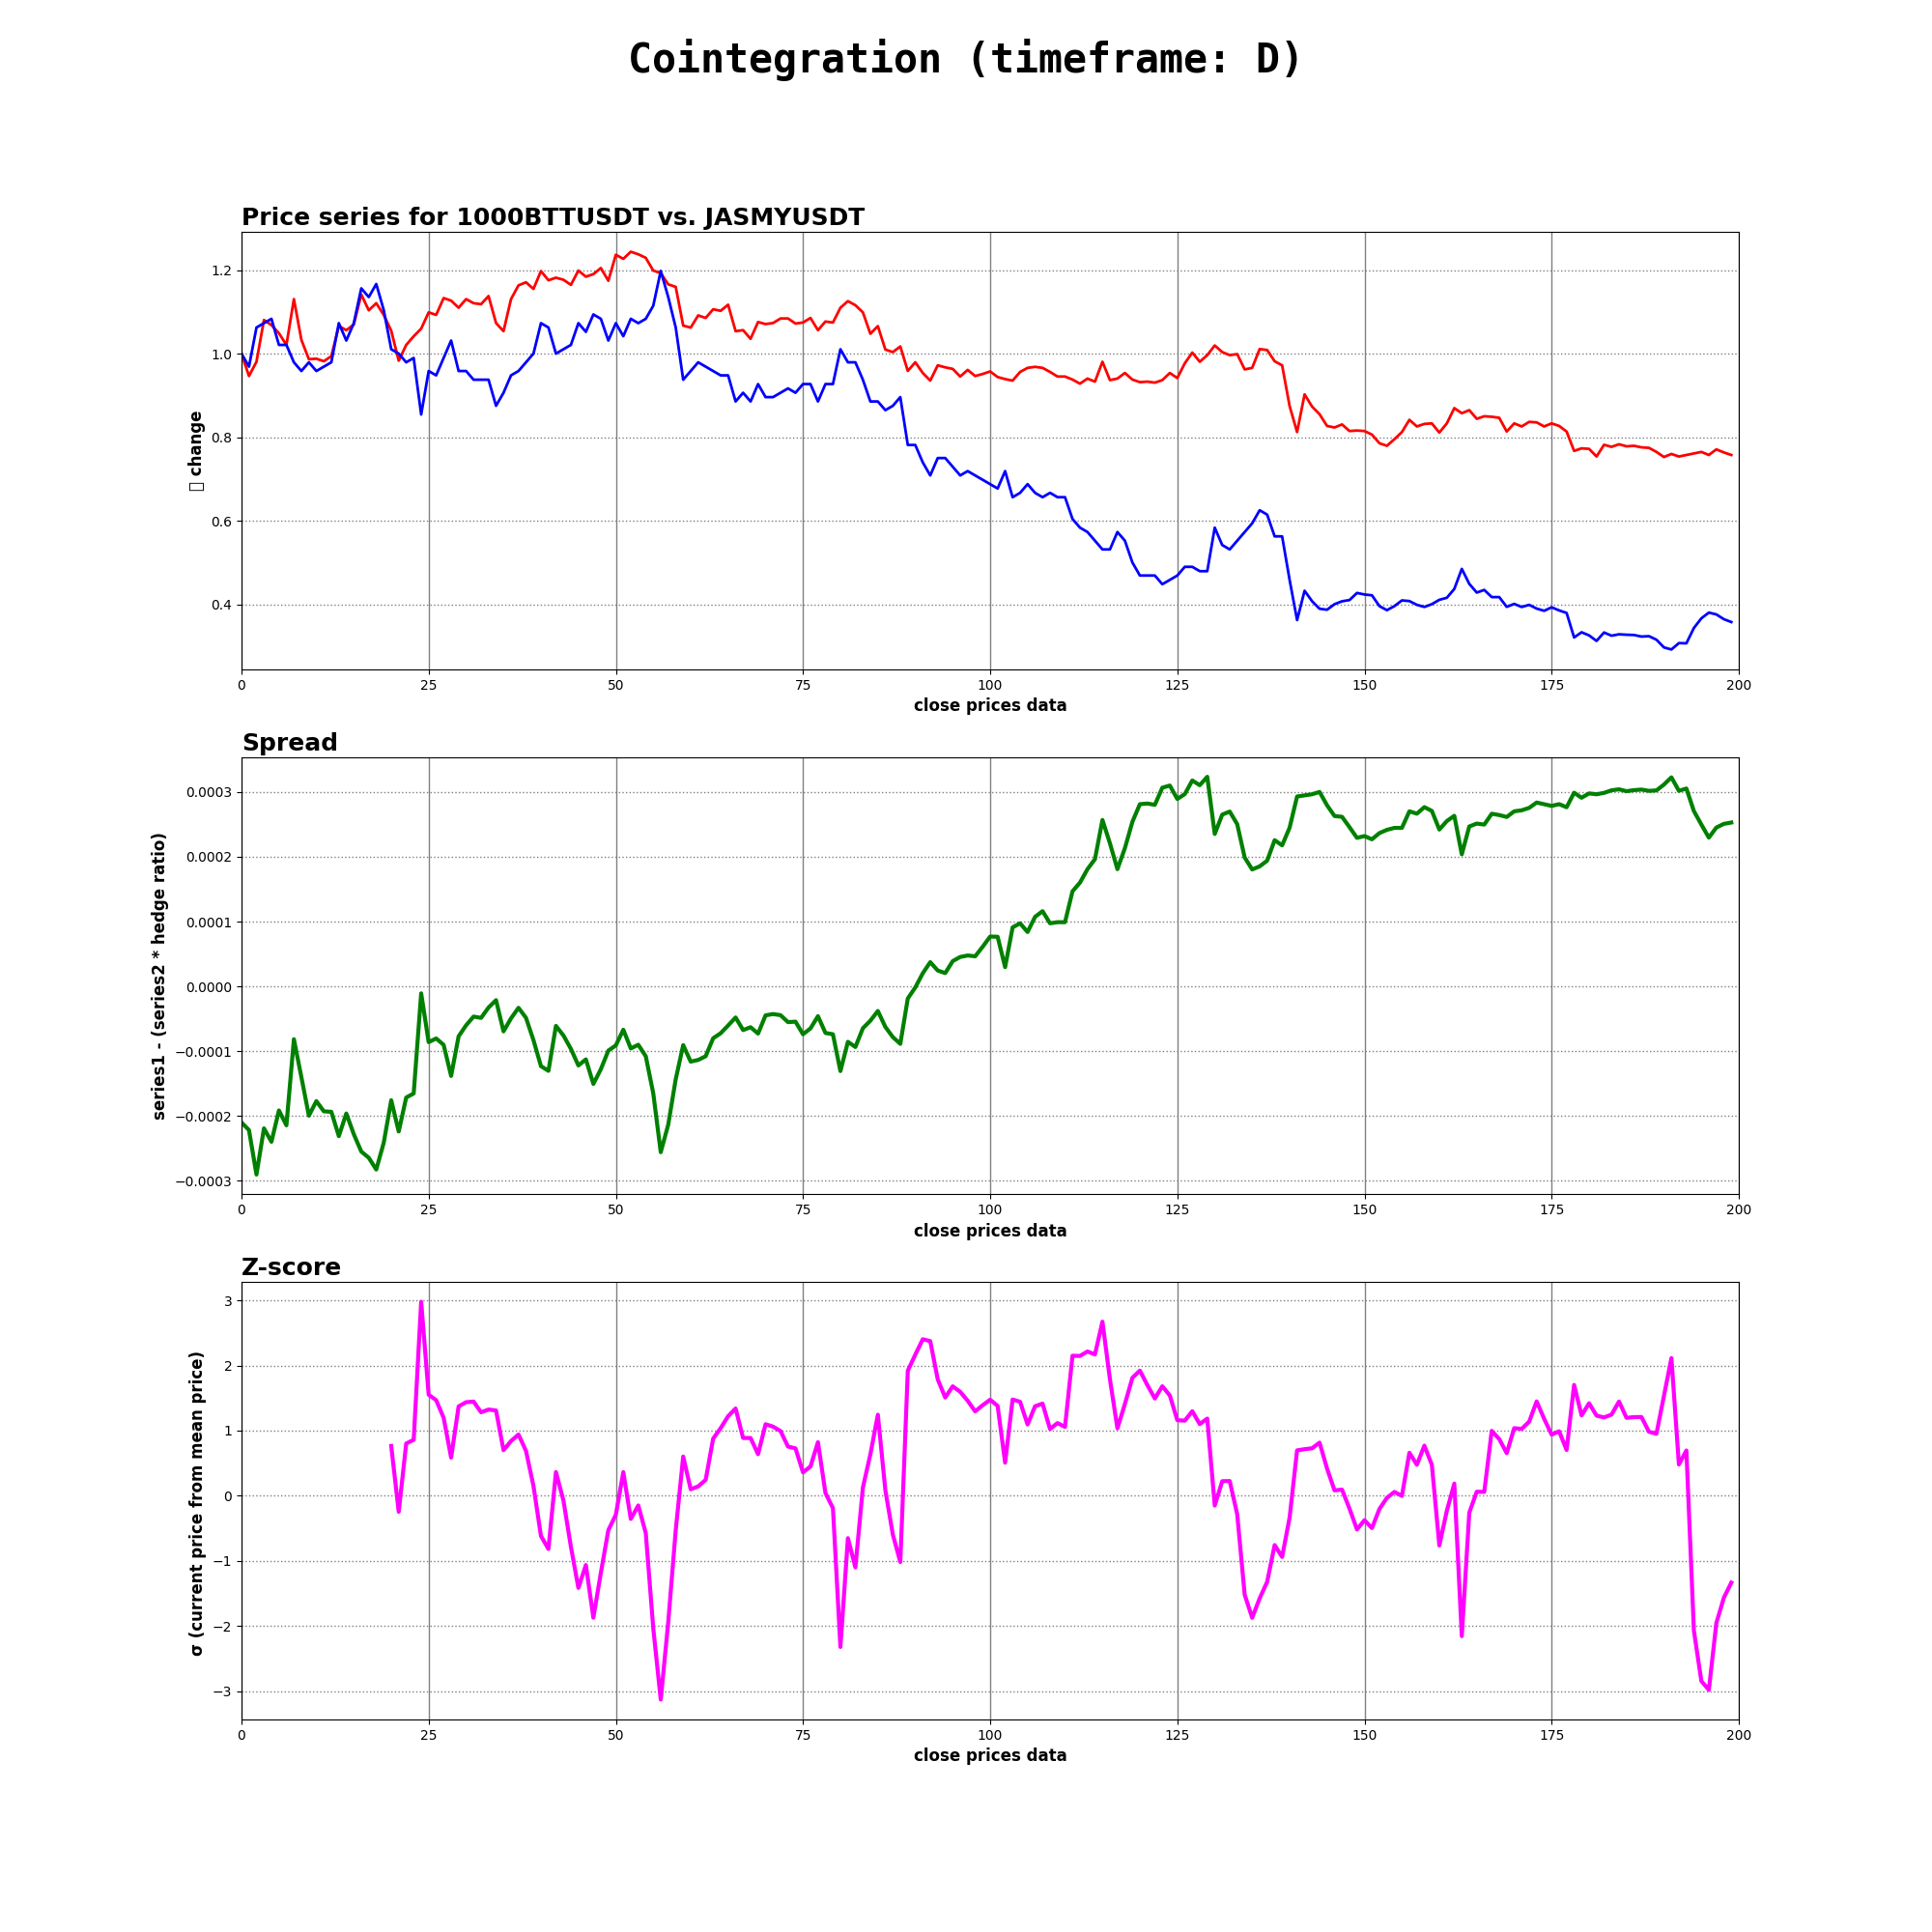 Cointegration (timeframe: D)
Price series for 1000BTTUSDT vs. JASMYUSDT
change
1.2
1.0
0.8
0.6
0.4
0 25 50 75 100 125 150 175 200
close prices data
Spread
series1 - (series2 * hedge ratio)
0.0003
0.0002
0.0001
0.0000
−0.0001
−0.0002
−0.0003
0 25 50 75 100 125 150 175 200
close prices data
Z-score
σ (current price from mean price)
3
2
1
0
−1
−2
−3
0 25 50 75 100 125 150 175 200
close prices data